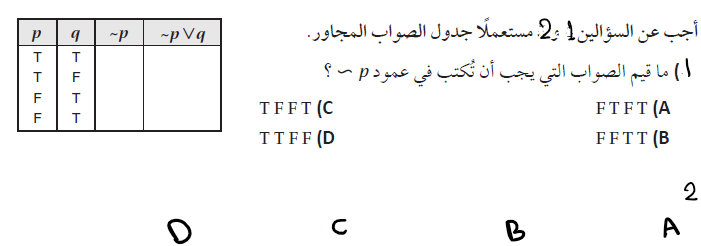 أجب عن السؤالين 1 و 2 مستعملًا جدول الصواب المجاور.
1) ما قيم الصواب التي يجب أن تُكتب في عمود ~p ؟
A) F T F T
B) F F T T
C) T F F T
D) T T F F
p q ~p ~p∨q
T T
T F
F T
F T
2
A B C D